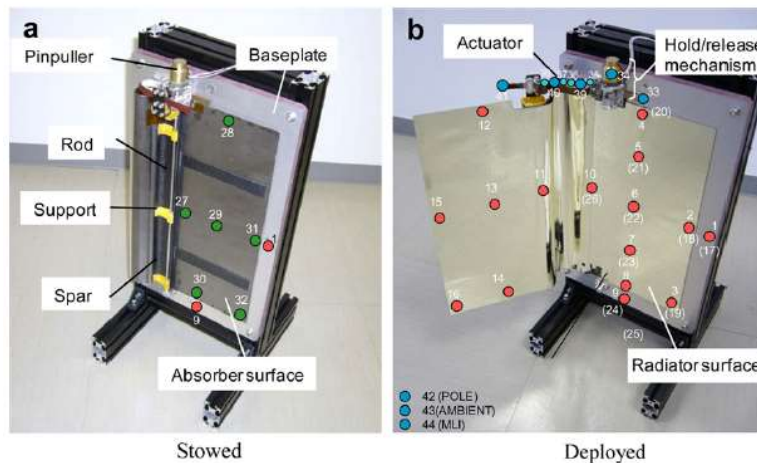 a
Pinpuller
Baseplate
28
Rod
Support
27
29
31
1
Spar
30
9
32
Absorber surface
Stowed
b
Actuator
Hold/release
mechanism
33
(20)
12
4
5
(21)
11
10
(26)
13
6
(22)
15
2
(18)
1
(17)
7
(23)
14
8
16
9
(24)
3
(19)
(25)
Radiator surface
42 (POLE)
43(AMBIENT)
44 (MLI)
Deployed